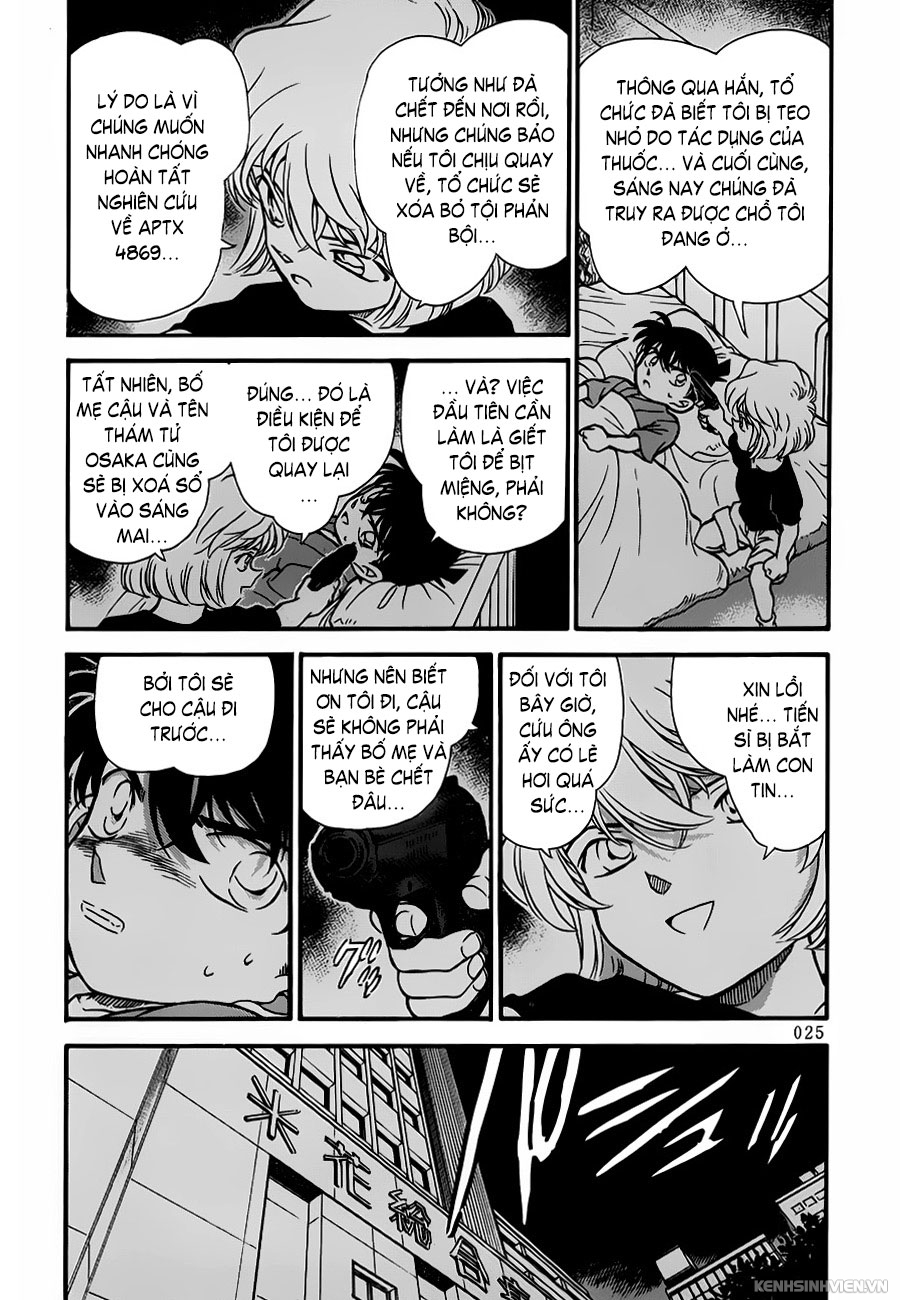 THÔNG QUA HẮN, TỔ
CHỨC ĐÃ BIẾT TÔI BỊ TEO
NHỎ DO TÁC DỤNG CỦA
THUỐC... VÀ CUỐI CÙNG,
SÁNG NAY CHÚNG ĐÃ
TRUY RA ĐƯỢC CHỖ TÔI
ĐANG Ở...
TƯỞNG NHƯ ĐÃ
CHẾT ĐẾN NƠI RỒI,
NHƯNG CHÚNG BẢO
NẾU TÔI CHỊU QUAY
VỀ, TỔ CHỨC SẼ
XÓA BỎ TỘI PHẢN
BỘI...
LÝ DO LÀ VÌ
CHÚNG MUỐN
NHANH CHÓNG
HOÀN TẤT
NGHIÊN CỨU
VỀ APTX
4869...
... VÀ? VIỆC
ĐẦU TIÊN CẦN
LÀM LÀ GIẾT
TÔI ĐỂ BỊT
MIỆNG, PHẢI
KHÔNG?
ĐÚNG... ĐÓ LÀ
ĐIỀU KIỆN ĐỂ
TÔI ĐƯỢC
QUAY LẠI
...
TẤT NHIÊN, BỐ
MẸ CẬU VÀ TÊN
THÁM TỬ
OSAKA CŨNG
SẼ BỊ XOÁ SỔ
VÀO SÁNG
MAI...
XIN LỖI
NHÉ... TIẾN
SĨ BỊ BẮT
LÀM CON
TIN...
ĐỐI VỚI TÔI
BÂY GIỜ,
CỨU ÔNG
ẤY CÓ LẼ
HƠI QUÁ
SỨC...
NHƯNG NÊN BIẾT
ƠN TÔI ĐI, CẬU
SẼ KHÔNG PHẢI
THẤY BỐ MẸ VÀ
BẠN BÈ CHẾT
ĐÂU...
BỞI TÔI SẼ
CHO CẬU ĐI
TRƯỚC...
025
米花総合
KENHSINHVIEN.VN